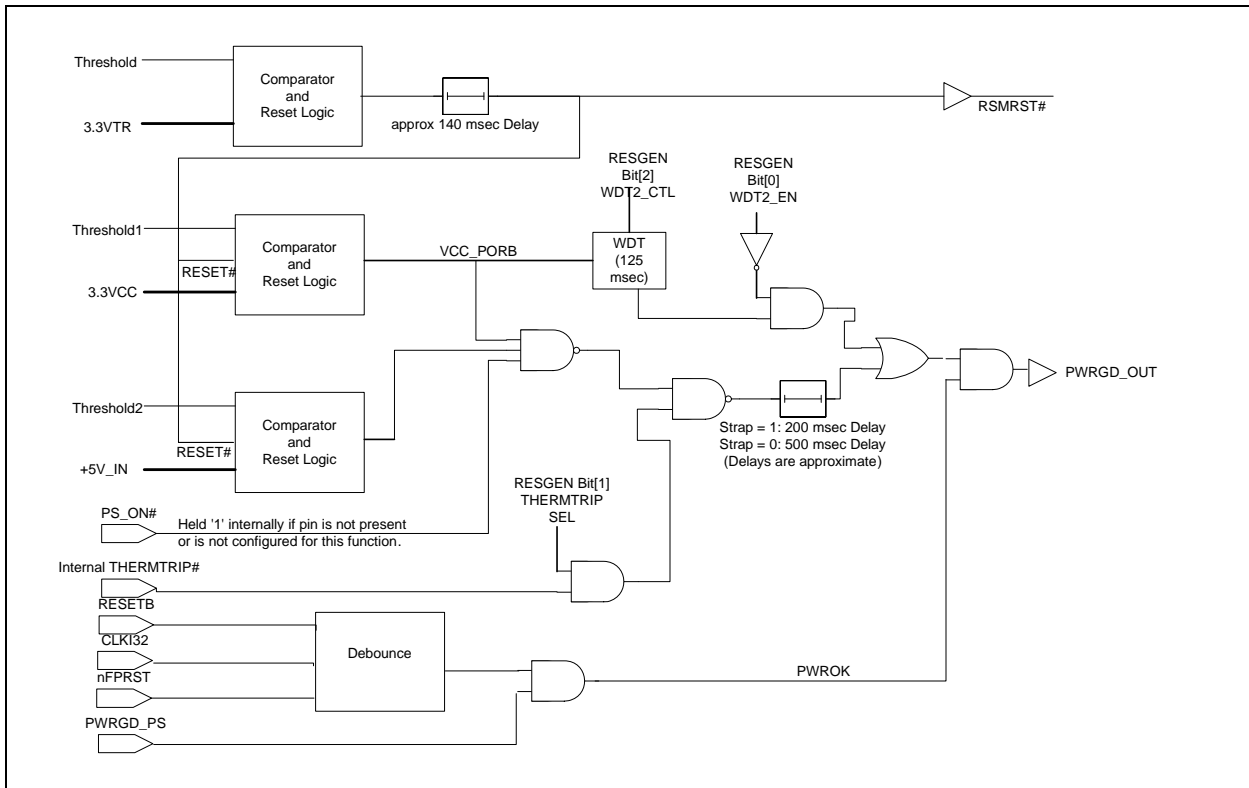 Threshold
Comparator
and
Reset Logic
3.3VTR
approx 140 msec Delay
RSMRST#
RESGEN
Bit[2]
WDT2_CTL
RESGEN
Bit[0]
WDT2_EN
Threshold1
RESET#
3.3VCC
Comparator
and
Reset Logic
VCC_PORB
WDT
(125
msec)
Threshold2
RESET#
+5V_IN
Comparator
and
Reset Logic
Strap = 1: 200 msec Delay
Strap = 0: 500 msec Delay
(Delays are approximate)
PWRGD_OUT
PS_ON#
Held '1' internally if pin is not present
or is not configured for this function.
RESGEN Bit[1]
THERMTRIP
SEL
Internal THERMTRIP#
RESETB
CLKI32
nFPRST
Debounce
PWROK
PWRGD_PS